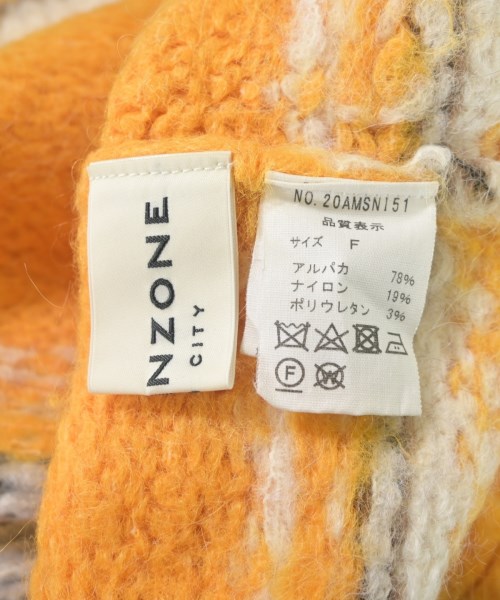 NZONE
CITY
NO. 20AMSNI51
品質表示
サイズ F
アルパカ 78%
ナイロン 19%
ポリウレタン 3%
F
W